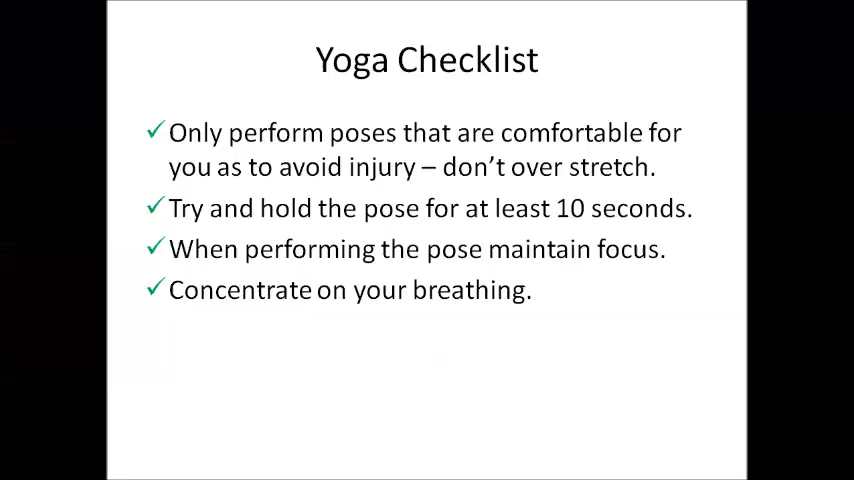 Yoga Checklist
✓Only perform poses that are comfortable for
you as to avoid injury – don’t over stretch.
✓Try and hold the pose for at least 10 seconds.
✓When performing the pose maintain focus.
✓Concentrate on your breathing.